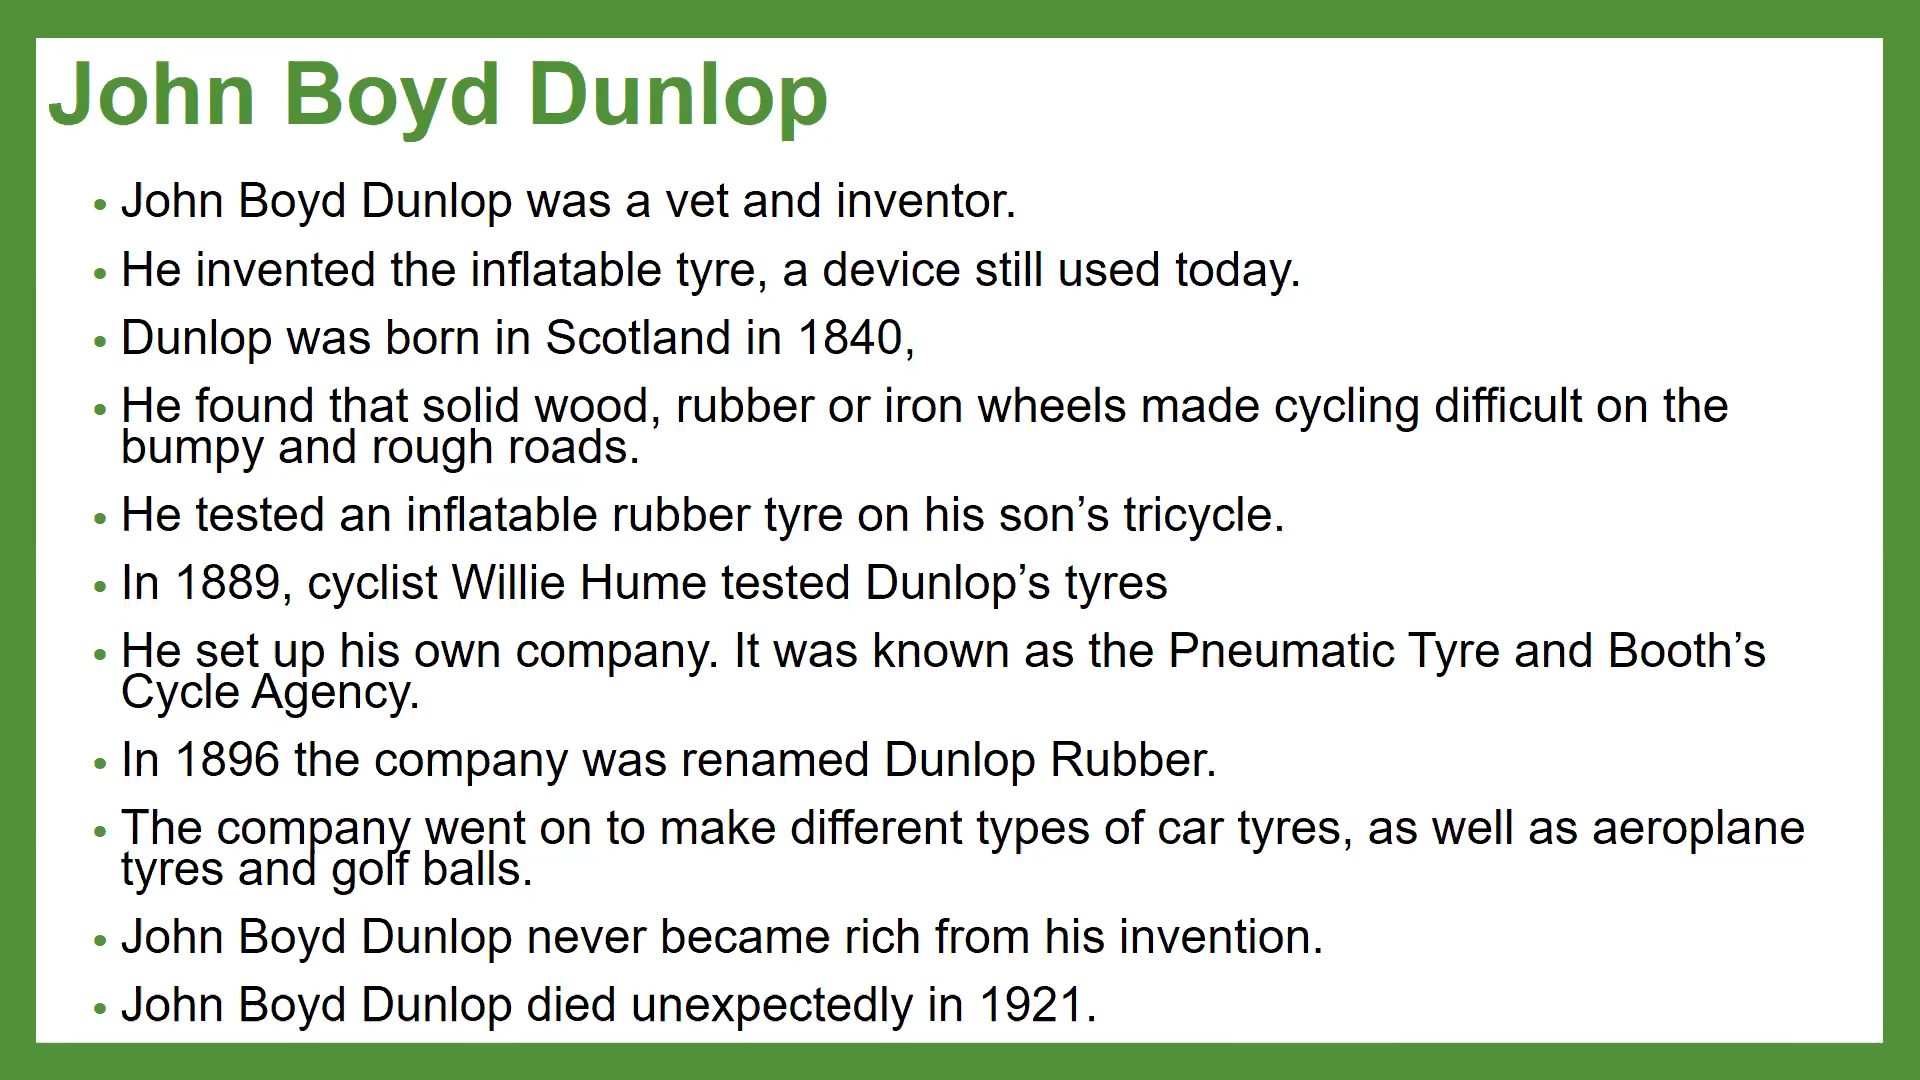 John Boyd Dunlop
• John Boyd Dunlop was a vet and inventor.
• He invented the inflatable tyre, a device still used today.
• Dunlop was born in Scotland in 1840,
• He found that solid wood, rubber or iron wheels made cycling difficult on the
bumpy and rough roads.
• He tested an inflatable rubber tyre on his son’s tricycle.
• In 1889, cyclist Willie Hume tested Dunlop’s tyres
• He set up his own company. It was known as the Pneumatic Tyre and Booth’s
Cycle Agency.
• In 1896 the company was renamed Dunlop Rubber.
• The company went on to make different types of car tyres, as well as aeroplane
tyres and golf balls.
• John Boyd Dunlop never became rich from his invention.
• John Boyd Dunlop died unexpectedly in 1921.